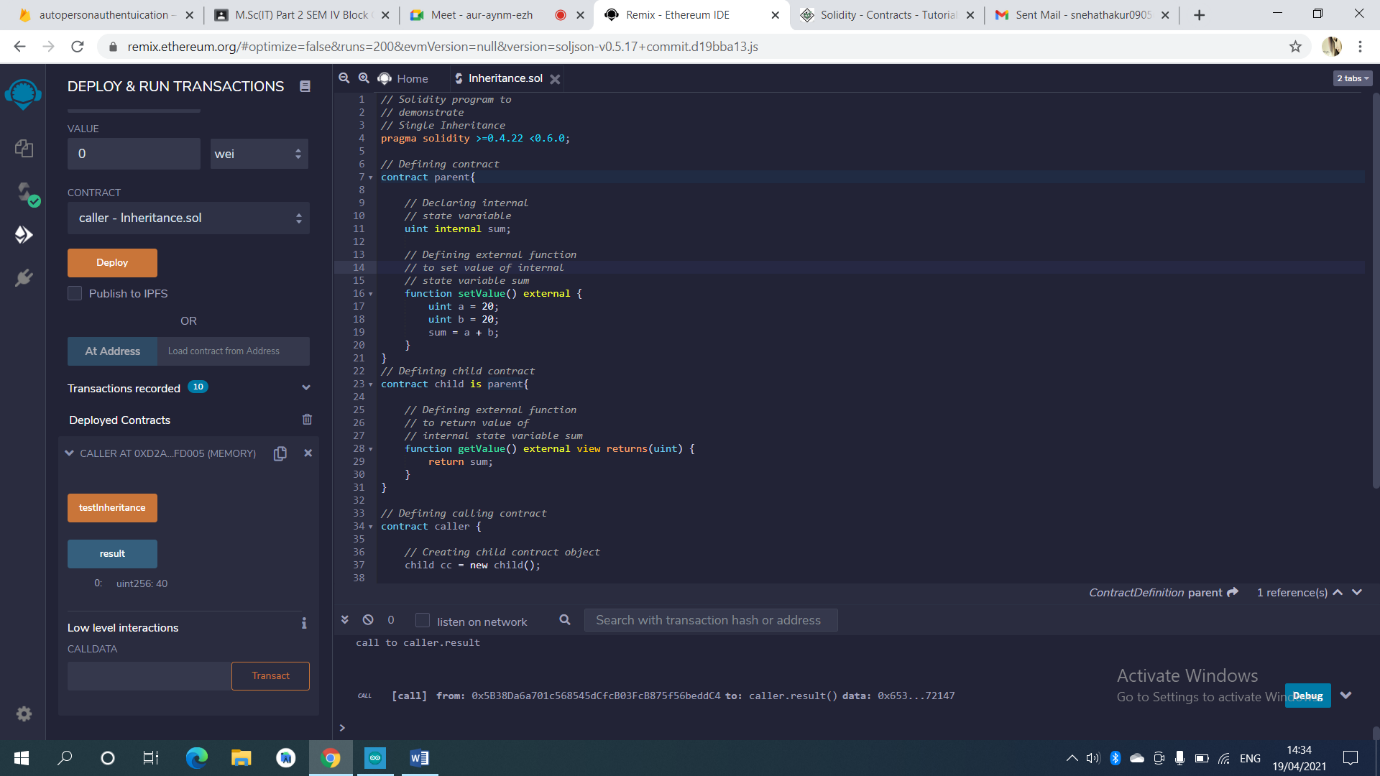 autopersonauthentuication –
M.Sc(IT) Part 2 SEM IV Block
Meet - aur-aynm-ezh
Remix - Ethereum IDE
Solidity - Contracts - Tutorial
Sent Mail - snehathakur0905
remix.ethereum.org/#optimize=false&runs=200&evmVersion=null&version=soljson-v0.5.17+commit.d19bba13.js
DEPLOY & RUN TRANSACTIONS
VALUE
0
wei
CONTRACT
caller - Inheritance.sol
Deploy
Publish to IPFS
OR
At Address
Load contract from Address
Transactions recorded 10
Deployed Contracts
CALLER AT 0XD2A...FD005 (MEMORY)
testInheritance
result
0: uint256: 40
Low level interactions
i
CALLDATA
Transact
Home
Inheritance.sol
2 tabs
1 // Solidity program to
2 // demonstrate
3 // Single Inheritance
4 pragma solidity >=0.4.22 <0.6.0;
5
6 // Defining contract
7 contract parent{
8
9 // Declaring internal
10 // state varaiable
11 uint internal sum;
12
13 // Defining external function
14 // to set value of internal
15 // state variable sum
16 function setValue() external {
17 uint a = 20;
18 uint b = 20;
19 sum = a + b;
20 }
21 }
22 // Defining child contract
23 contract child is parent{
24
25 // Defining external function
26 // to return value of
27 // internal state variable sum
28 function getValue() external view returns(uint) {
29 return sum;
30 }
31 }
32
33 // Defining calling contract
34 contract caller {
35
36 // Creating child contract object
37 child cc = new child();
38
ContractDefinition parent
1 reference(s)
0
listen on network
Search with transaction hash or address
call to caller.result
CALL [call] from: 0x5B38Da6a701c568545dCfcB03FcB875f56beddC4 to: caller.result() data: 0x653...72147
Debug
>
Activate Windows
Go to Settings to activate Win
ENG
14:34
19/04/2021